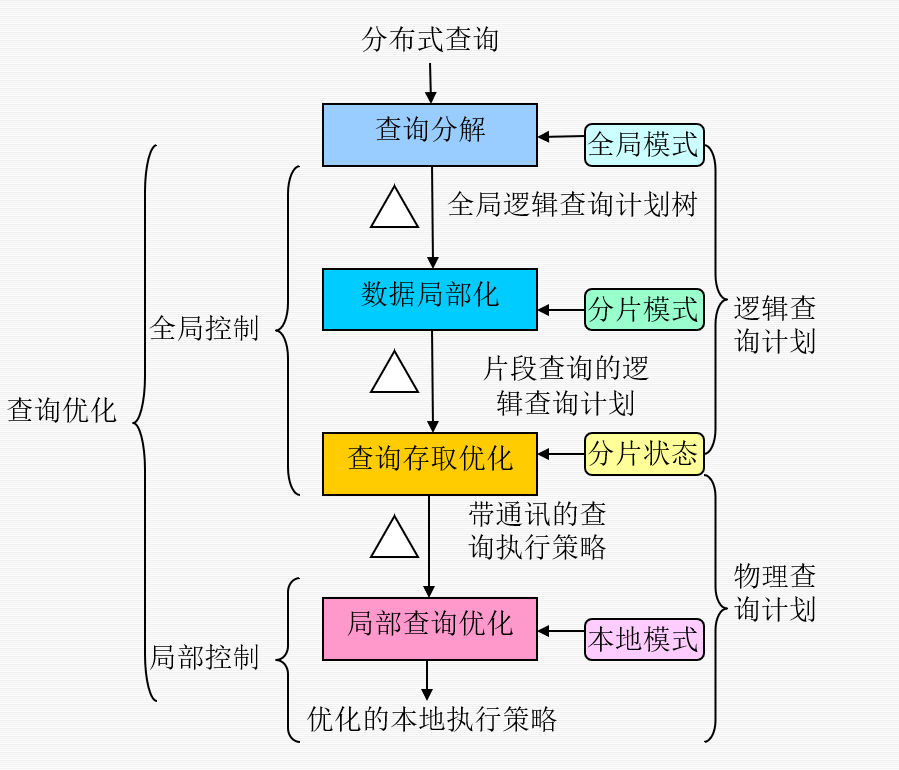 分布式查询
查询分解
全局模式
全局逻辑查询计划树
数据局部化
分片模式
逻辑查
询计划
全局控制
片段查询的逻
辑查询计划
查询优化
查询存取优化
分片状态
带通讯的查
询执行策略
物理查
询计划
局部查询优化
本地模式
局部控制
优化的本地执行策略